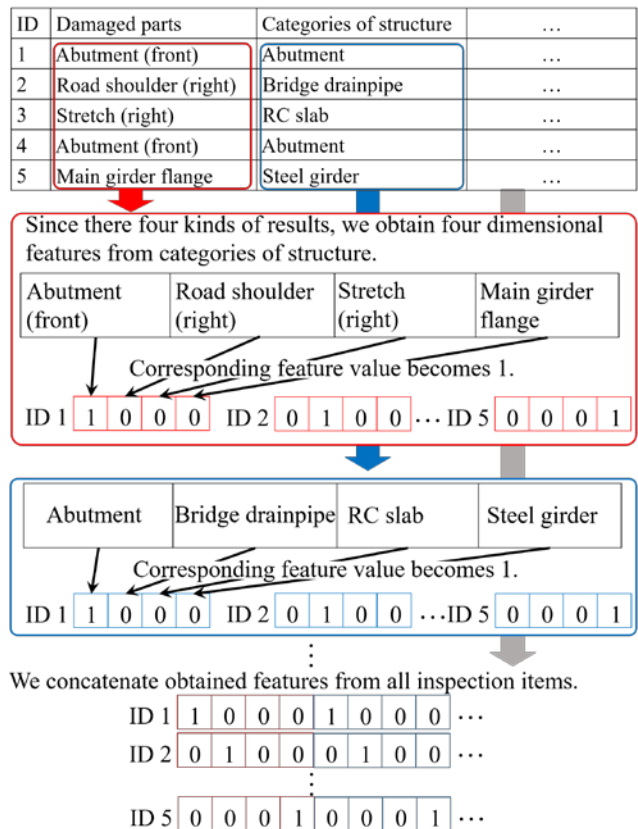 ID Damaged parts Categories of structure …
1 Abutment (front) Abutment …
2 Road shoulder (right) Bridge drainpipe …
3 Stretch (right) RC slab …
4 Abutment (front) Abutment …
5 Main girder flange Steel girder …
Since there four kinds of results, we obtain four dimensional
features from categories of structure.
Abutment Road shoulder Stretch Main girder
(front) (right) (right) flange
Corresponding feature value becomes 1.
ID 1 1 0 0 0 ID 2 0 1 0 0 … ID 5 0 0 0 1
Abutment Bridge drainpipe RC slab Steel girder
Corresponding feature value becomes 1.
ID 1 1 0 0 0 ID 2 0 1 0 0 … ID 5 0 0 0 1
⋮
We concatenate obtained features from all inspection items.
ID 1 1 0 0 0 1 0 0 0 …
ID 2 0 1 0 0 0 1 0 0 …
⋮
ID 5 0 0 0 1 0 0 0 1 …